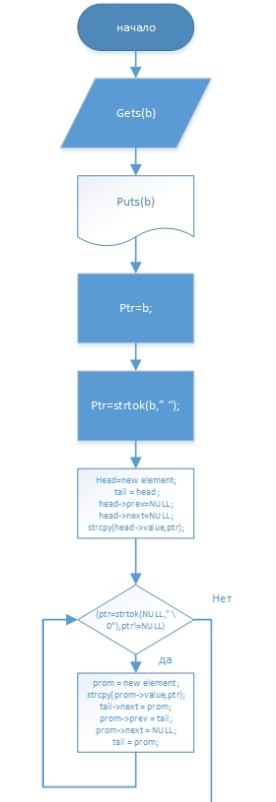 начало
Gets(b)
Puts(b)
Ptr=b;
Ptr=strtok(b,” “);
Head=new element;
tail = head;
head->prev=NULL;
head->next=NULL;
strcpy(head->value,ptr);
(ptr=strtok(NULL," \
0"),ptr!=NULL)
Нет
да
prom = new element;
strcpy(prom->value,ptr);
tail->next = prom;
prom->prev = tail;
prom->next = NULL;
tail = prom;